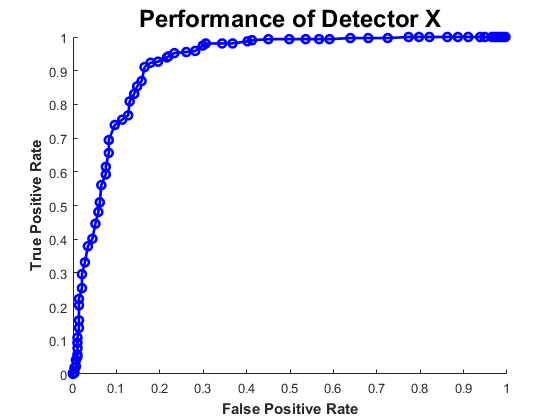 Performance of Detector X
True Positive Rate
1
0.9
0.8
0.7
0.6
0.5
0.4
0.3
0.2
0.1
0
0 0.1 0.2 0.3 0.4 0.5 0.6 0.7 0.8 0.9 1
False Positive Rate